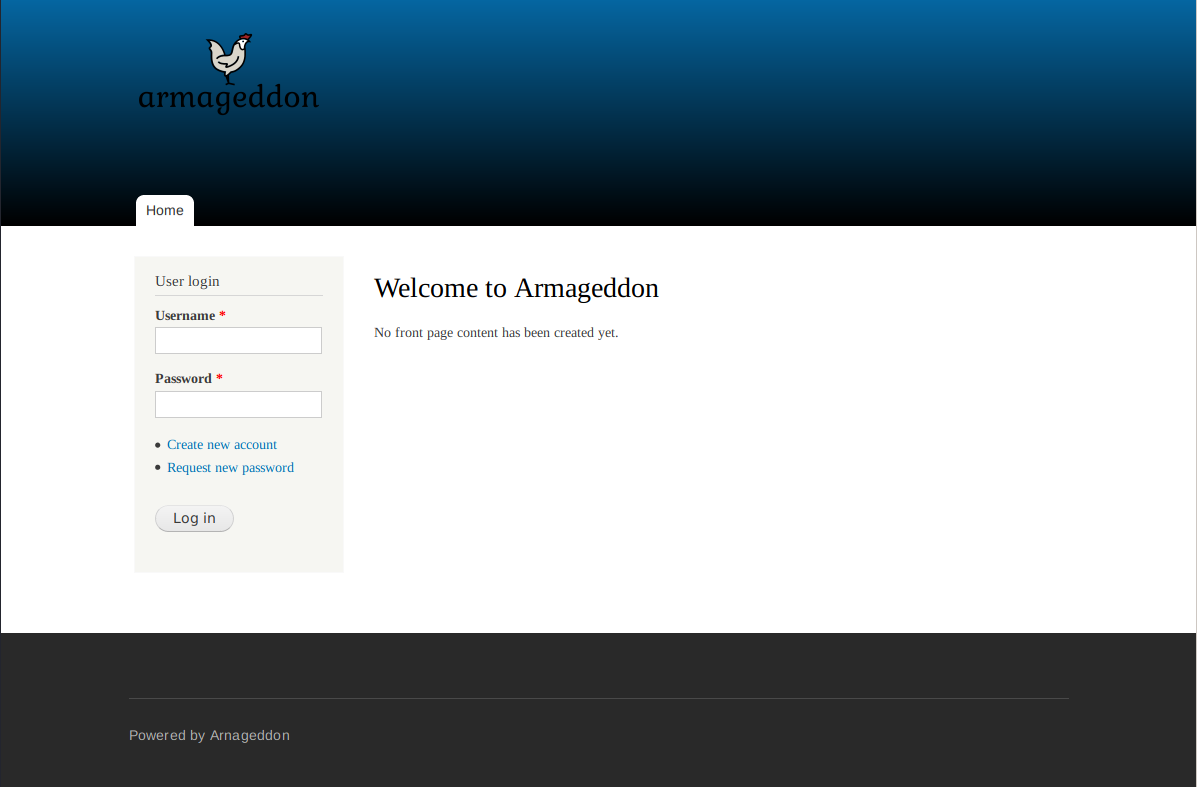 armageddon
Home
User login
Username *
Password *
Create new account
Request new password
Log in
Welcome to Armageddon
No front page content has been created yet.
Powered by Arnageddon